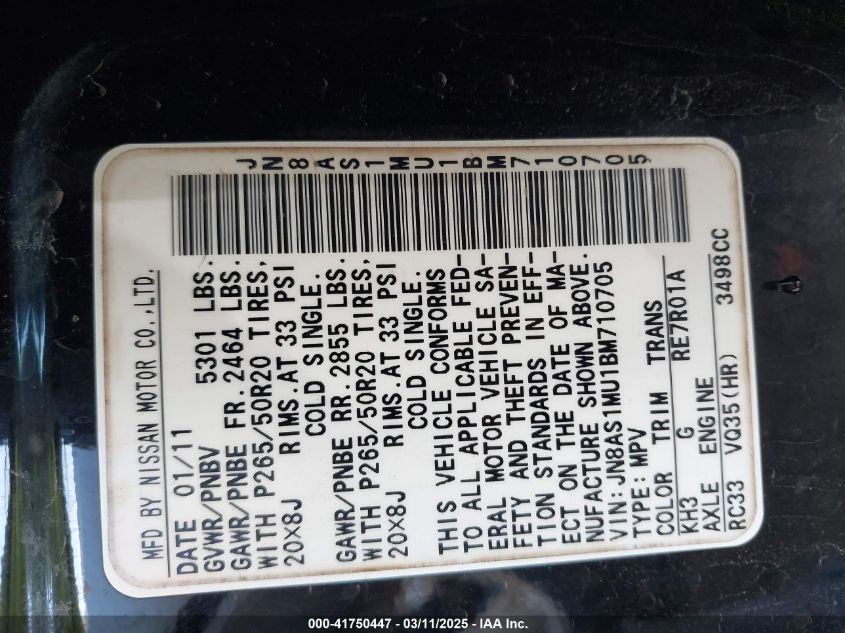 MFD BY NISSAN MOTOR CO.,LTD.
JN8AS1MU1BM710705
DATE 01/11
GVWR/PNBV 5301 LBS.
GAWR/PNBE FR.2464 LBS.
WITH P265/50R20 TIRES,
20×8J RIMS.AT 33 PSI
COLD SINGLE.
GAWR/PNBE RR.2855 LBS.
WITH P265/50R20 TIRES,
20×8J RIMS.AT 33 PSI
COLD SINGLE.
THIS VEHICLE CONFORMS
TO ALL APPLICABLE FED-
ERAL MOTOR VEHICLE SA-
FETY AND THEFT PREVEN-
TION STANDARDS IN EFF-
ECT ON THE DATE OF MA-
NUFACTURE SHOWN ABOVE.
VIN:JN8AS1MU1BM710705
TYPE:MPV
COLOR TRIM TRANS
KH3 G RE7R01A
AXLE ENGINE
RC33 VQ35(HR) 3498CC
000-41750447 - 03/11/2025 - IAA Inc.